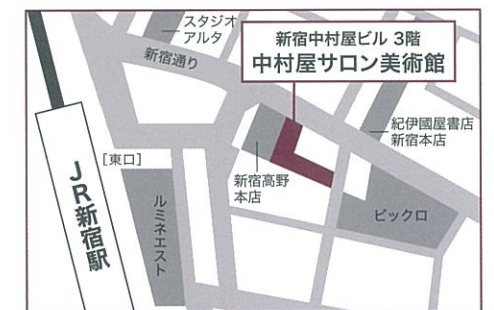 スタジオ
アルタ
新宿通り
新宿中村屋ビル 3階
中村屋サロン美術館
紀伊國屋書店
新宿本店
[東口]
新宿高野
本店
JR新宿駅
ルミネエスト
ビックロ